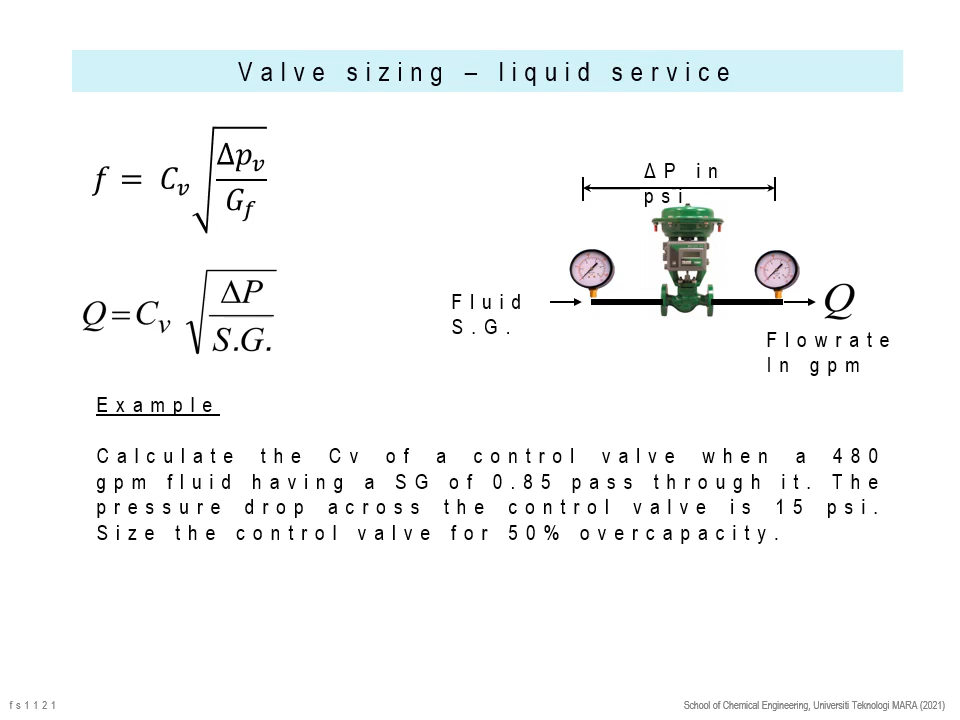 Valve sizing – liquid service
𝑓 = 𝐶ᵥ √(Δ𝑝ᵥ / 𝐺_f)
ΔP in
psi
Q = Cᵥ √(ΔP / S.G.)
Fluid
S.G.
Q
Flowrate
In gpm
Example
Calculate the Cv of a control valve when a 480
gpm fluid having a SG of 0.85 pass through it. The
pressure drop across the control valve is 15 psi.
Size the control valve for 50% overcapacity.
fs1121
School of Chemical Engineering, Universiti Teknologi MARA (2021)